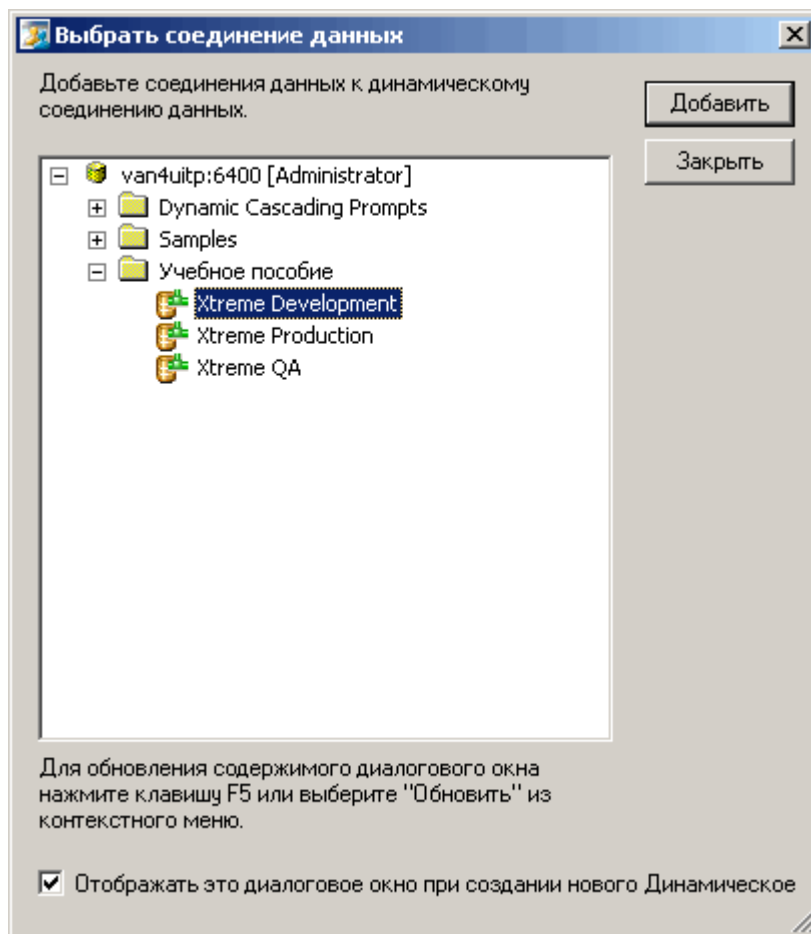 Выбрать соединение данных
Добавьте соединения данных к динамическому
соединению данных.
Добавить
Закрыть
van4uitp:6400 [Administrator]
Dynamic Cascading Prompts
Samples
Учебное пособие
Xtreme Development
Xtreme Production
Xtreme QA
Для обновления содержимого диалогового окна
нажмите клавишу F5 или выберите "Обновить" из
контекстного меню.
Отображать это диалоговое окно при создании нового Динамическое